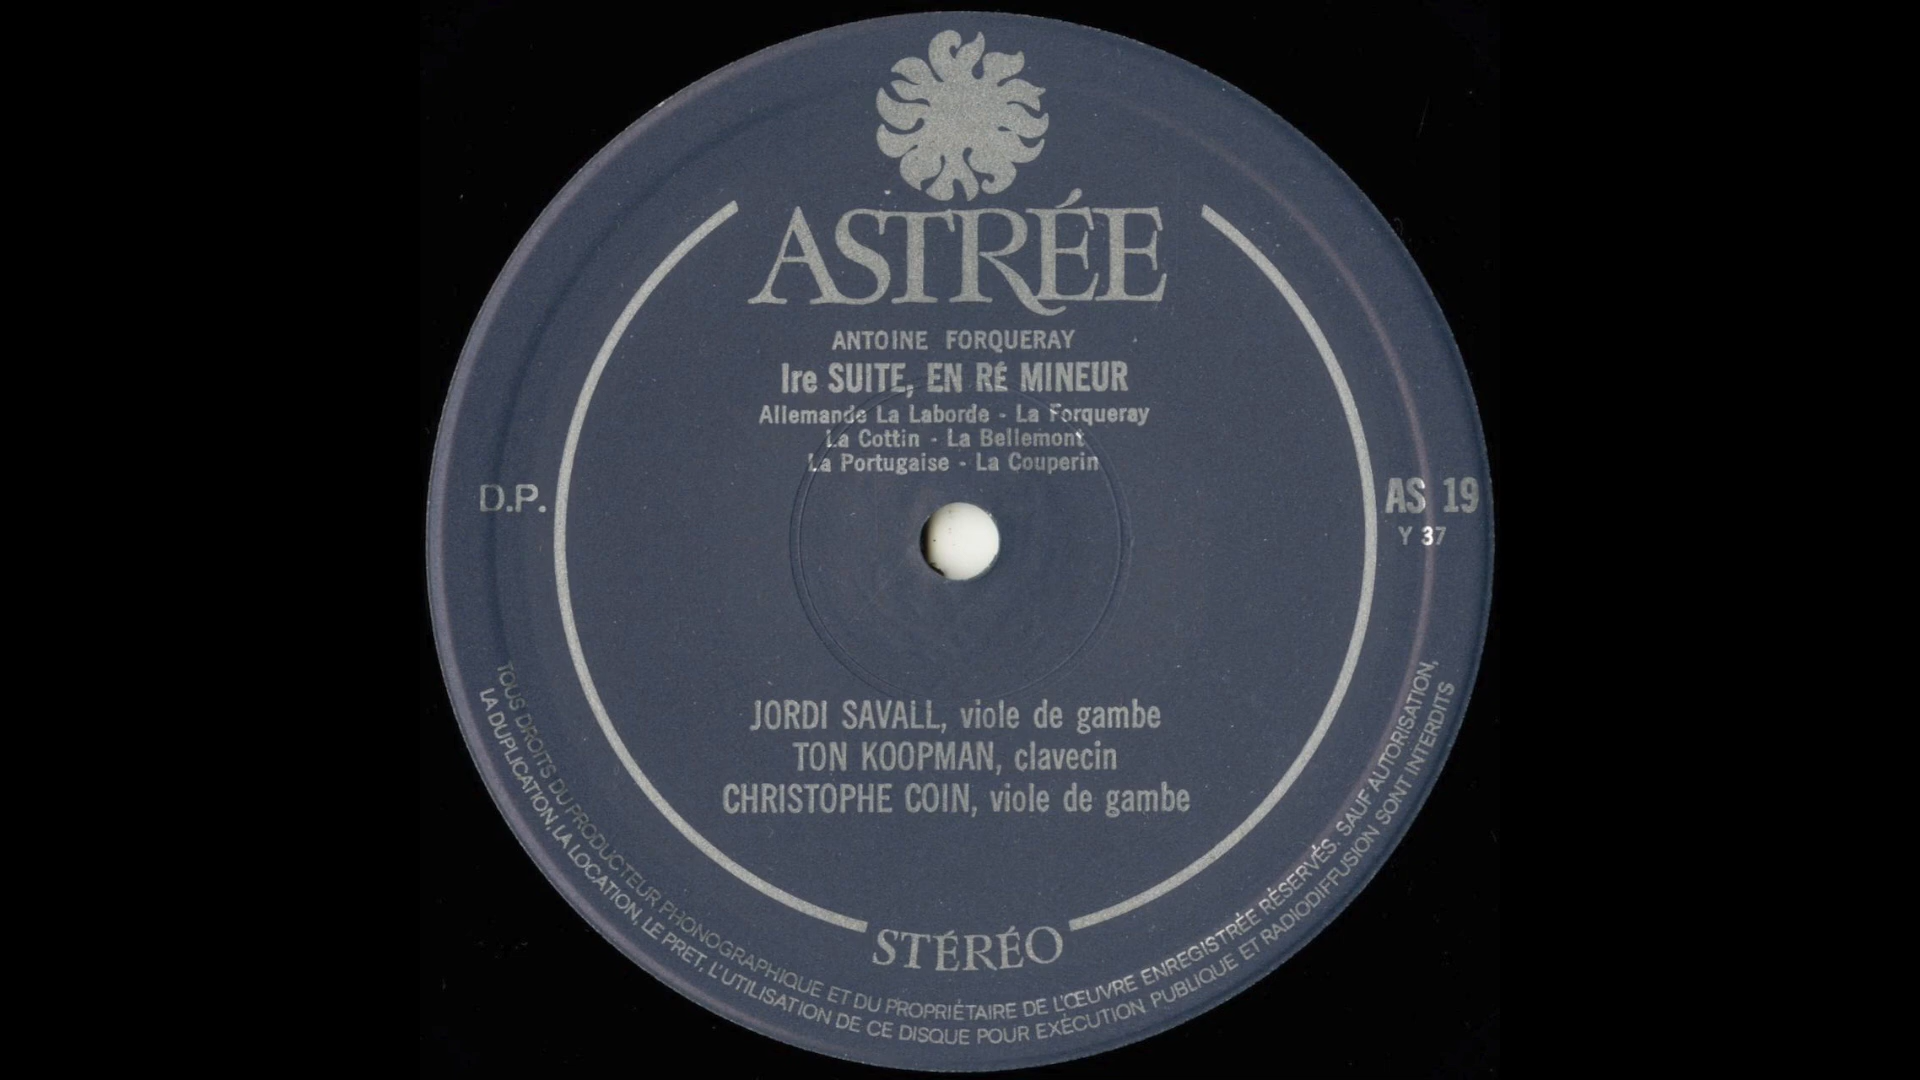 ASTRÉE
ANTOINE FORQUERAY
Ire SUITE, EN RÉ MINEUR
Allemande La Laborde - La Forqueray
La Cottin - La Bellemont
La Portugaise - La Couperin
D.P.
AS 19
Y 37
JORDI SAVALL, viole de gambe
TON KOOPMAN, clavecin
CHRISTOPHE COIN, viole de gambe
STÉRÉO
TOUS DROITS DU PRODUCTEUR PHONOGRAPHIQUE ET DU PROPRIÉTAIRE DE L'ŒUVRE ENREGISTRÉE RÉSERVÉS. SAUF AUTORISATION,
LA DUPLICATION, LA LOCATION, LE PRET, L'UTILISATION DE CE DISQUE POUR EXÉCUTION PUBLIQUE ET RADIODIFFUSION SONT INTERDITS